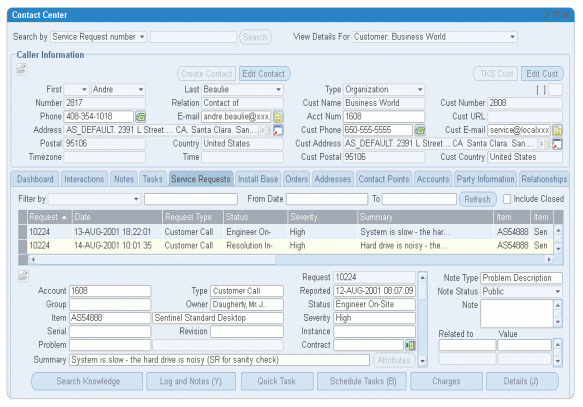 Contact Center
Search by Service Request number Search View Details For Customer: Business World
Caller Information
Create Contact Edit Contact TKS Cust Edit Cust
First Andre Last Beaulie Type Organization [ ]
Number 2817 Relation Contact of Cust Name Business World Cust Number 2808
Phone 408-354-1018 E-mail andre.beaulie@xxx. Acct Num 1608 Cust URL
Address AS_DEFAULT. 2391 L Street.... CA. Santa Clara. San.... Cust Phone 650-555-5555 Cust E-mail service@localxxx
Postal 95106 Country United States Cust Address AS_DEFAULT. 2391 L Street.... CA. Santa Clara. San....
Timezone Time Cust Postal 95106 Cust Country United States
Dashboard Interactions Notes Tasks Service Requests Install Base Orders Addresses Contact Points Accounts Party Information Relationships
Filter by From Date To Refresh Include Closed
Request Date Request Type Status Severity Summary Item Item
10224 13-AUG-2001 18:22:01 Customer Call Engineer On- High System is slow - the har... AS54888 Sen
10224 14-AUG-2001 10:01:35 Customer Call Resolution In- High Hard drive is noisy - the... AS54888 Sen
Request 10224 Note Type Problem Description
Account 1608 Type Customer Call Reported 12-AUG-2001 08:07:09 Note Status Public
Group Owner Daugherty, Mr. J... Status Engineer On-Site Note
Item AS54888 Sentinel Standard Desktop Severity High
Serial Revision Instance Related to Value
Problem Contract
Summary System is slow - the hard drive is noisy (SR for sanity check) Attributes
Search Knowledge Log and Notes (Y) Quick Task Schedule Tasks (B) Charges Details (J)